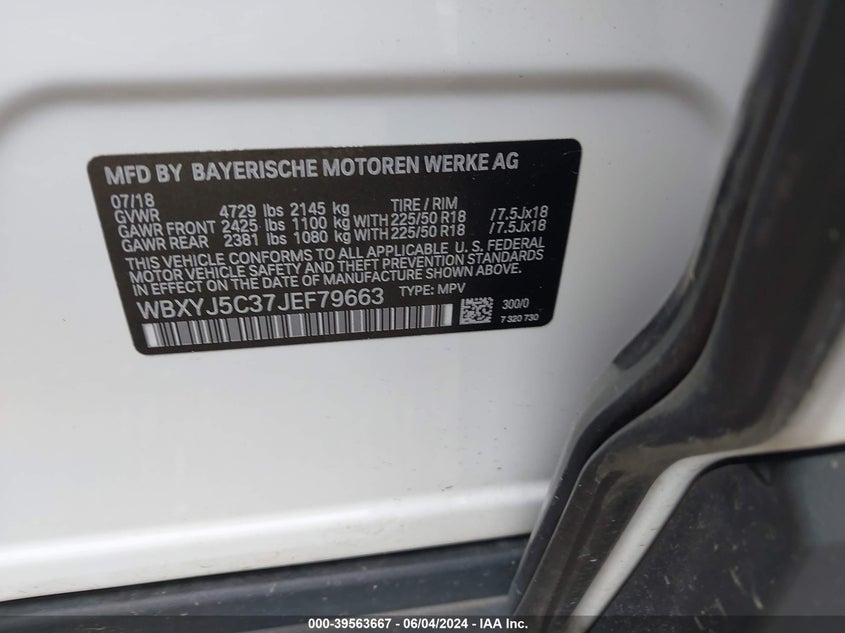 MFD BY BAYERISCHE MOTOREN WERKE AG
07/18 TIRE / RIM
GVWR 4729 lbs 2145 kg
GAWR FRONT 2425 lbs 1100 kg WITH 225/50 R18 /7.5Jx18
GAWR REAR 2381 lbs 1080 kg WITH 225/50 R18 /7.5Jx18
THIS VEHICLE CONFORMS TO ALL APPLICABLE U. S. FEDERAL
MOTOR VEHICLE SAFETY AND THEFT PREVENTION STANDARDS
IN EFFECT ON THE DATE OF MANUFACTURE SHOWN ABOVE.
WBXYJ5C37JEF79663 TYPE: MPV
300/0
7 320 730
000-39563667 - 06/04/2024 - IAA Inc.